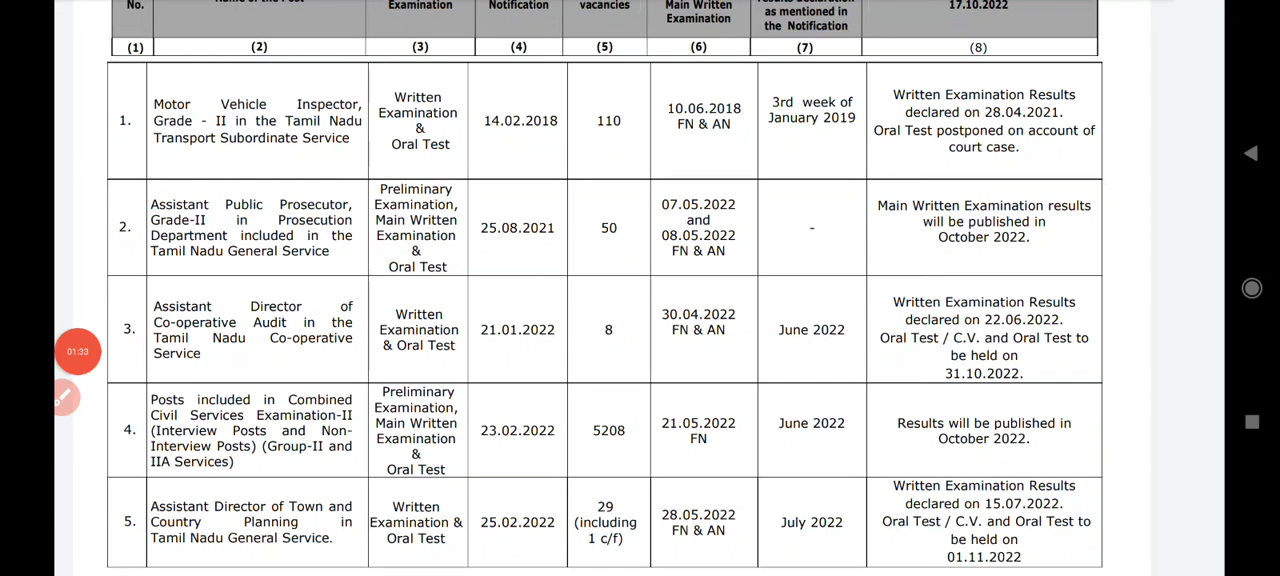 No.
Examination
Notification
vacancies
Main Written
Examination
as mentioned in
the Notification
17.10.2022
(1)
(2)
(3)
(4)
(5)
(6)
(7)
(8)
1.
Motor Vehicle Inspector,
Grade - II in the Tamil Nadu
Transport Subordinate Service
Written
Examination
&
Oral Test
14.02.2018
110
10.06.2018
FN & AN
3rd week of
January 2019
Written Examination Results
declared on 28.04.2021.
Oral Test postponed on account of
court case.
2.
Assistant Public Prosecutor,
Grade-II in Prosecution
Department included in the
Tamil Nadu General Service
Preliminary
Examination,
Main Written
Examination
&
Oral Test
25.08.2021
50
07.05.2022
and
08.05.2022
FN & AN
-
Main Written Examination results
will be published in
October 2022.
3.
Assistant Director of
Co-operative Audit in the
Tamil Nadu Co-operative
Service
Written
Examination
& Oral Test
21.01.2022
8
30.04.2022
FN & AN
June 2022
Written Examination Results
declared on 22.06.2022.
Oral Test / C.V. and Oral Test to
be held on
31.10.2022.
4.
Posts included in Combined
Civil Services Examination-II
(Interview Posts and Non-
Interview Posts) (Group-II and
IIA Services)
Preliminary
Examination,
Main Written
Examination
&
Oral Test
23.02.2022
5208
21.05.2022
FN
June 2022
Results will be published in
October 2022.
5.
Assistant Director of Town and
Country Planning in
Tamil Nadu General Service.
Written
Examination &
Oral Test
25.02.2022
29
(including
1 c/f)
28.05.2022
FN & AN
July 2022
Written Examination Results
declared on 15.07.2022.
Oral Test / C.V. and Oral Test to
be held on
01.11.2022
01:33